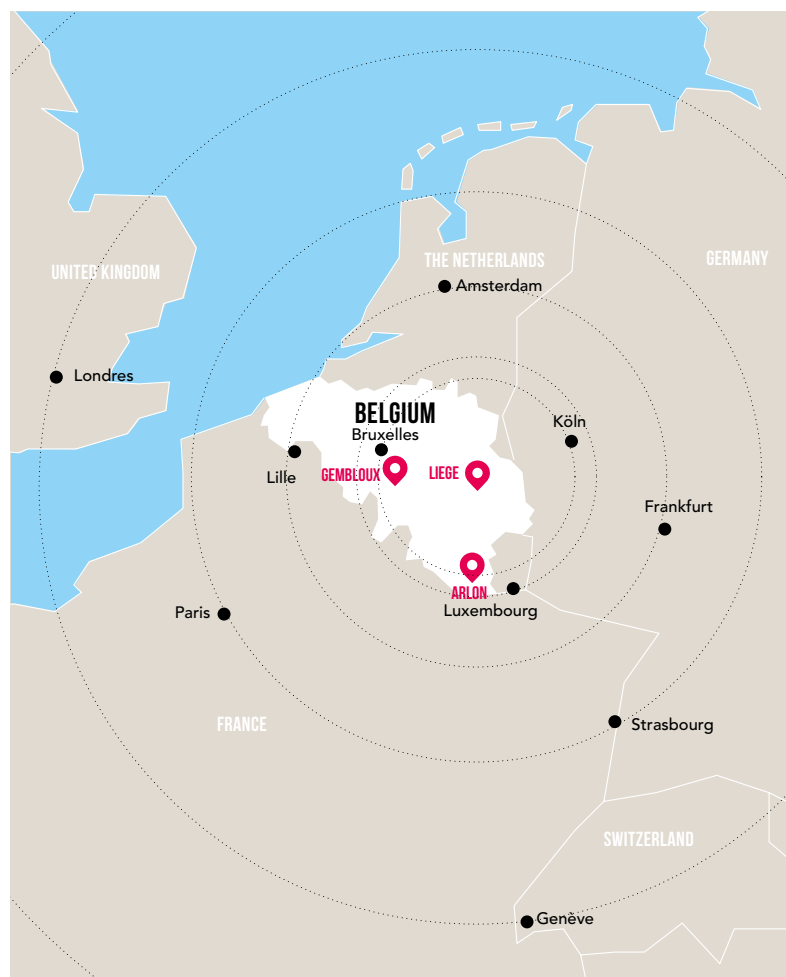 THE NETHERLANDS
GERMANY
UNITED KINGDOM
Amsterdam
Londres
BELGIUM
Bruxelles
Köln
Lille
GEMBLOUX
LIEGE
Frankfurt
ARLON
Luxembourg
Paris
FRANCE
Strasbourg
SWITZERLAND
Genève